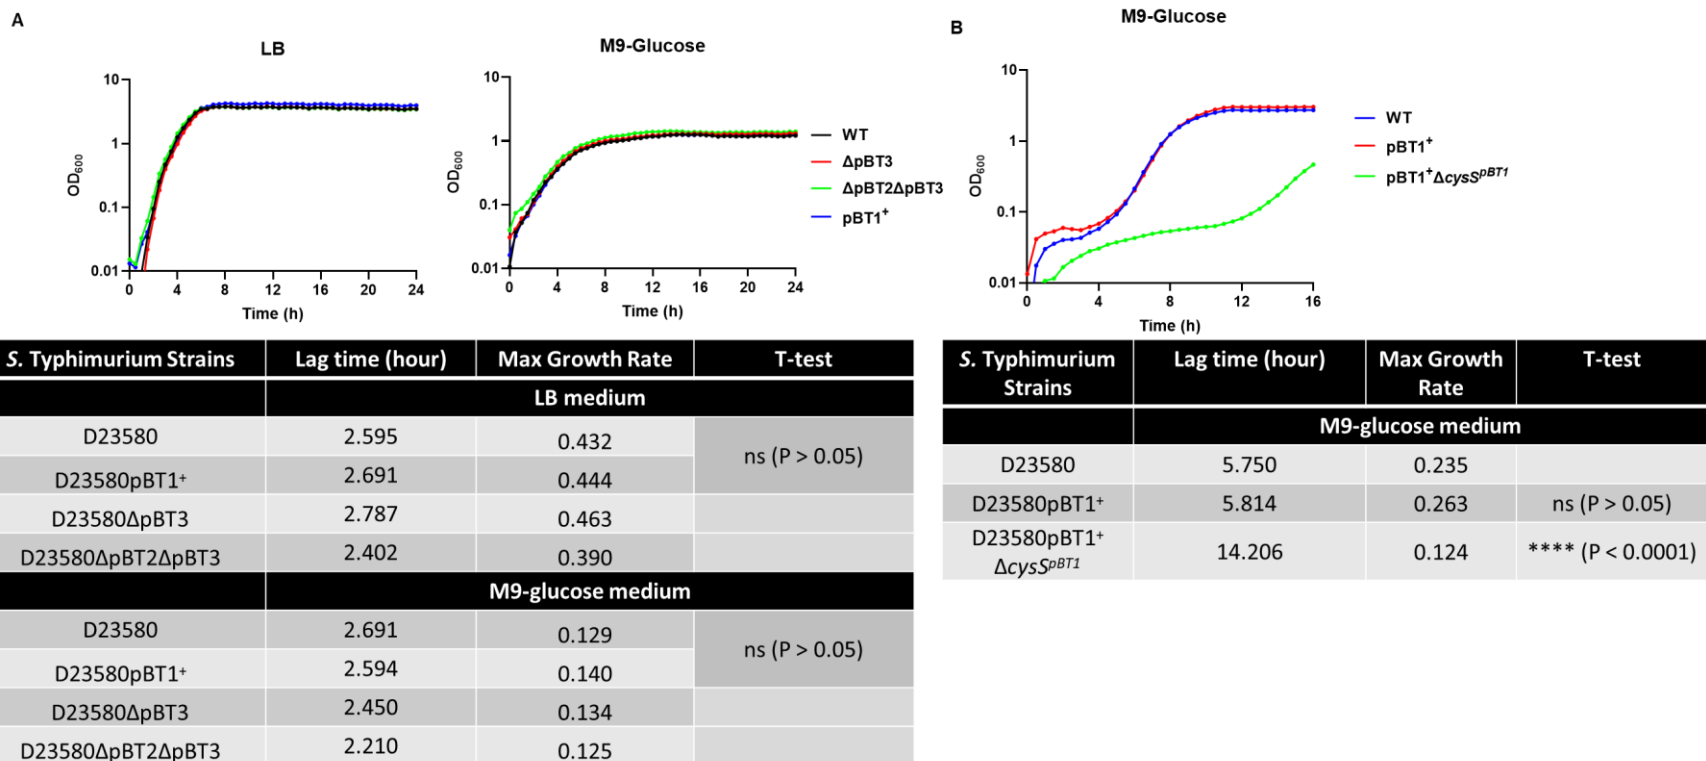 A
LB
OD600
10
1
0.1
0.01
0 4 8 12 16 20 24
Time (h)
M9-Glucose
OD600
10
1
0.1
0.01
0 4 8 12 16 20 24
Time (h)
WT
ΔpBT3
ΔpBT2ΔpBT3
pBT1+
B
M9-Glucose
OD600
10
1
0.1
0.01
0 4 8 12 16
Time (h)
WT
pBT1+
pBT1+ΔcysSpBT1
S. Typhimurium Strains Lag time (hour) Max Growth Rate T-test
LB medium
D23580 2.595 0.432 ns (P > 0.05)
D23580pBT1+ 2.691 0.444
D23580ΔpBT3 2.787 0.463
D23580ΔpBT2ΔpBT3 2.402 0.390
M9-glucose medium
D23580 2.691 0.129 ns (P > 0.05)
D23580pBT1+ 2.594 0.140
D23580ΔpBT3 2.450 0.134
D23580ΔpBT2ΔpBT3 2.210 0.125
S. Typhimurium
Strains
Lag time (hour)
Max Growth
Rate
T-test
M9-glucose medium
D23580 5.750 0.235
D23580pBT1+ 5.814 0.263 ns (P > 0.05)
D23580pBT1+
ΔcysSpBT1
14.206 0.124 **** (P < 0.0001)